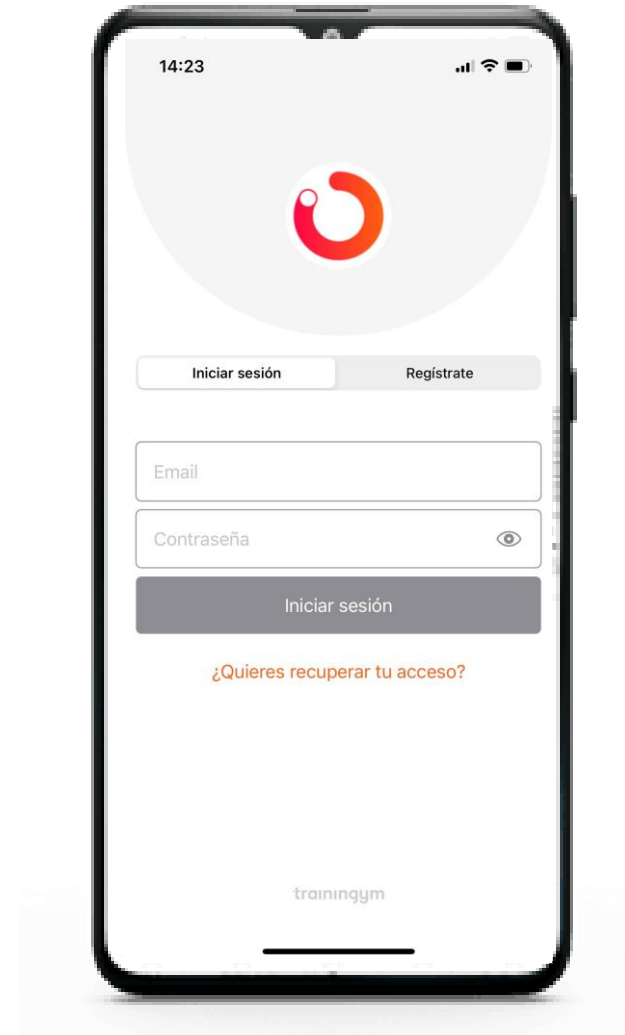 14:23
Iniciar sesión
Regístrate
Email
Contraseña
Iniciar sesión
¿Quieres recuperar tu acceso?
trainingym